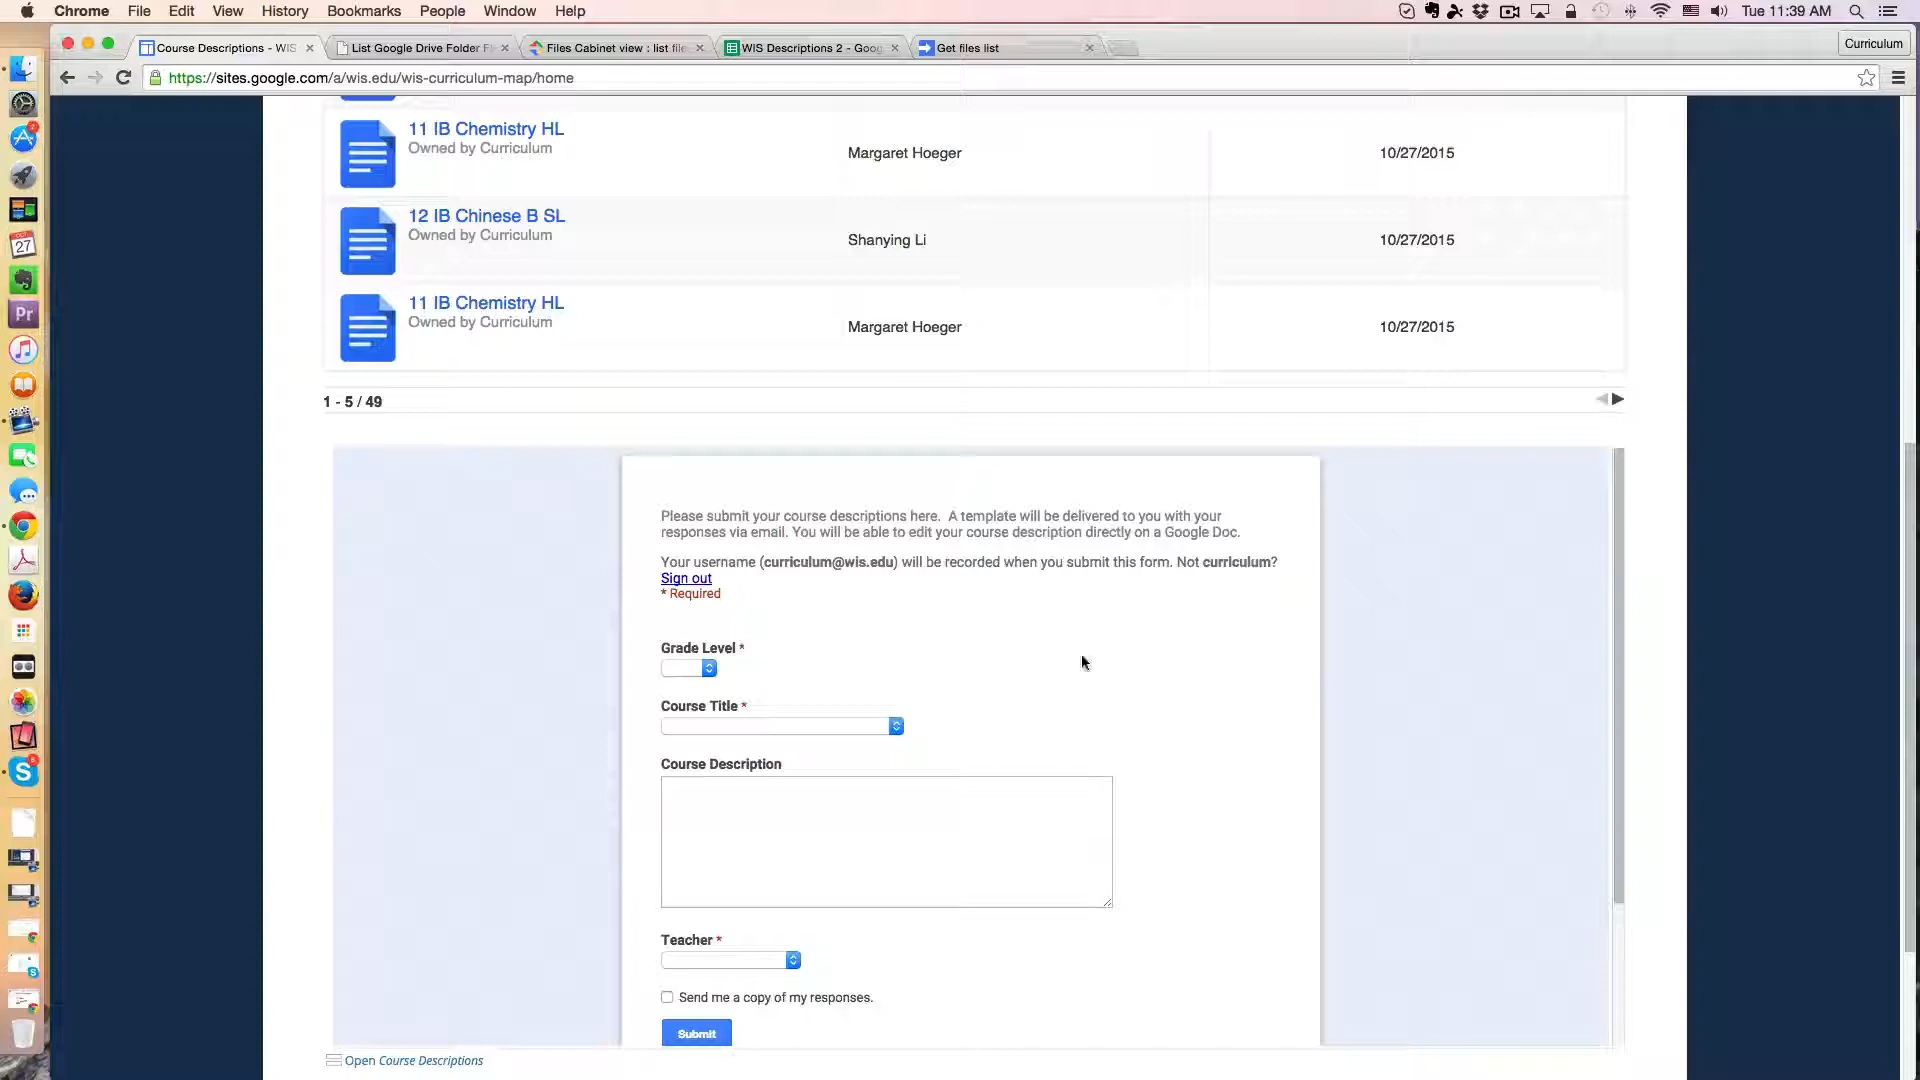 Chrome File Edit View History Bookmarks People Window Help Tue 11:39 AM
Course Descriptions - WIS List Google Drive Folder Fi Files Cabinet view : list file WIS Descriptions 2 - Goog Get files list Curriculum
https://sites.google.com/a/wis.edu/wis-curriculum-map/home
11 IB Chemistry HL
Owned by Curriculum
Margaret Hoeger
10/27/2015
12 IB Chinese B SL
Owned by Curriculum
Shanying Li
10/27/2015
11 IB Chemistry HL
Owned by Curriculum
Margaret Hoeger
10/27/2015
1 - 5 / 49
Please submit your course descriptions here. A template will be delivered to you with your
responses via email. You will be able to edit your course description directly on a Google Doc.
Your username (curriculum@wis.edu) will be recorded when you submit this form. Not curriculum?
Sign out
* Required
Grade Level *
Course Title *
Course Description
Teacher *
Send me a copy of my responses.
Submit
Open Course Descriptions
27
Pr